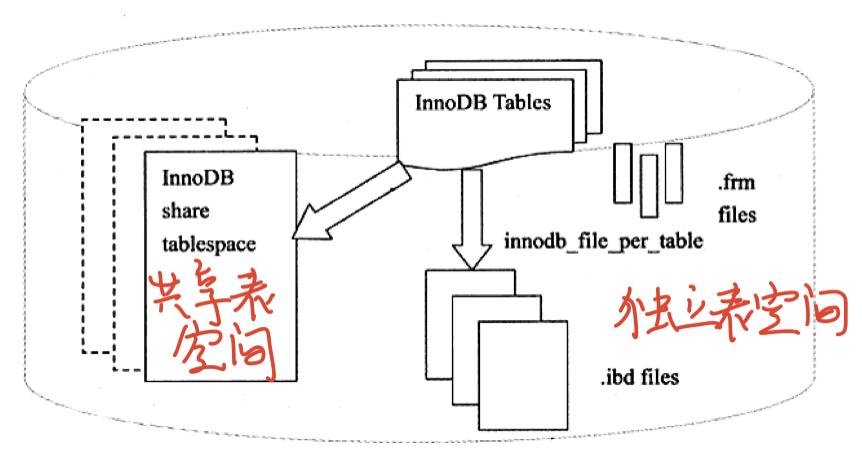 InnoDB Tables
InnoDB
share
tablespace
共享表
空间
.frm
files
innodb_file_per_table
独立表空间
.ibd files